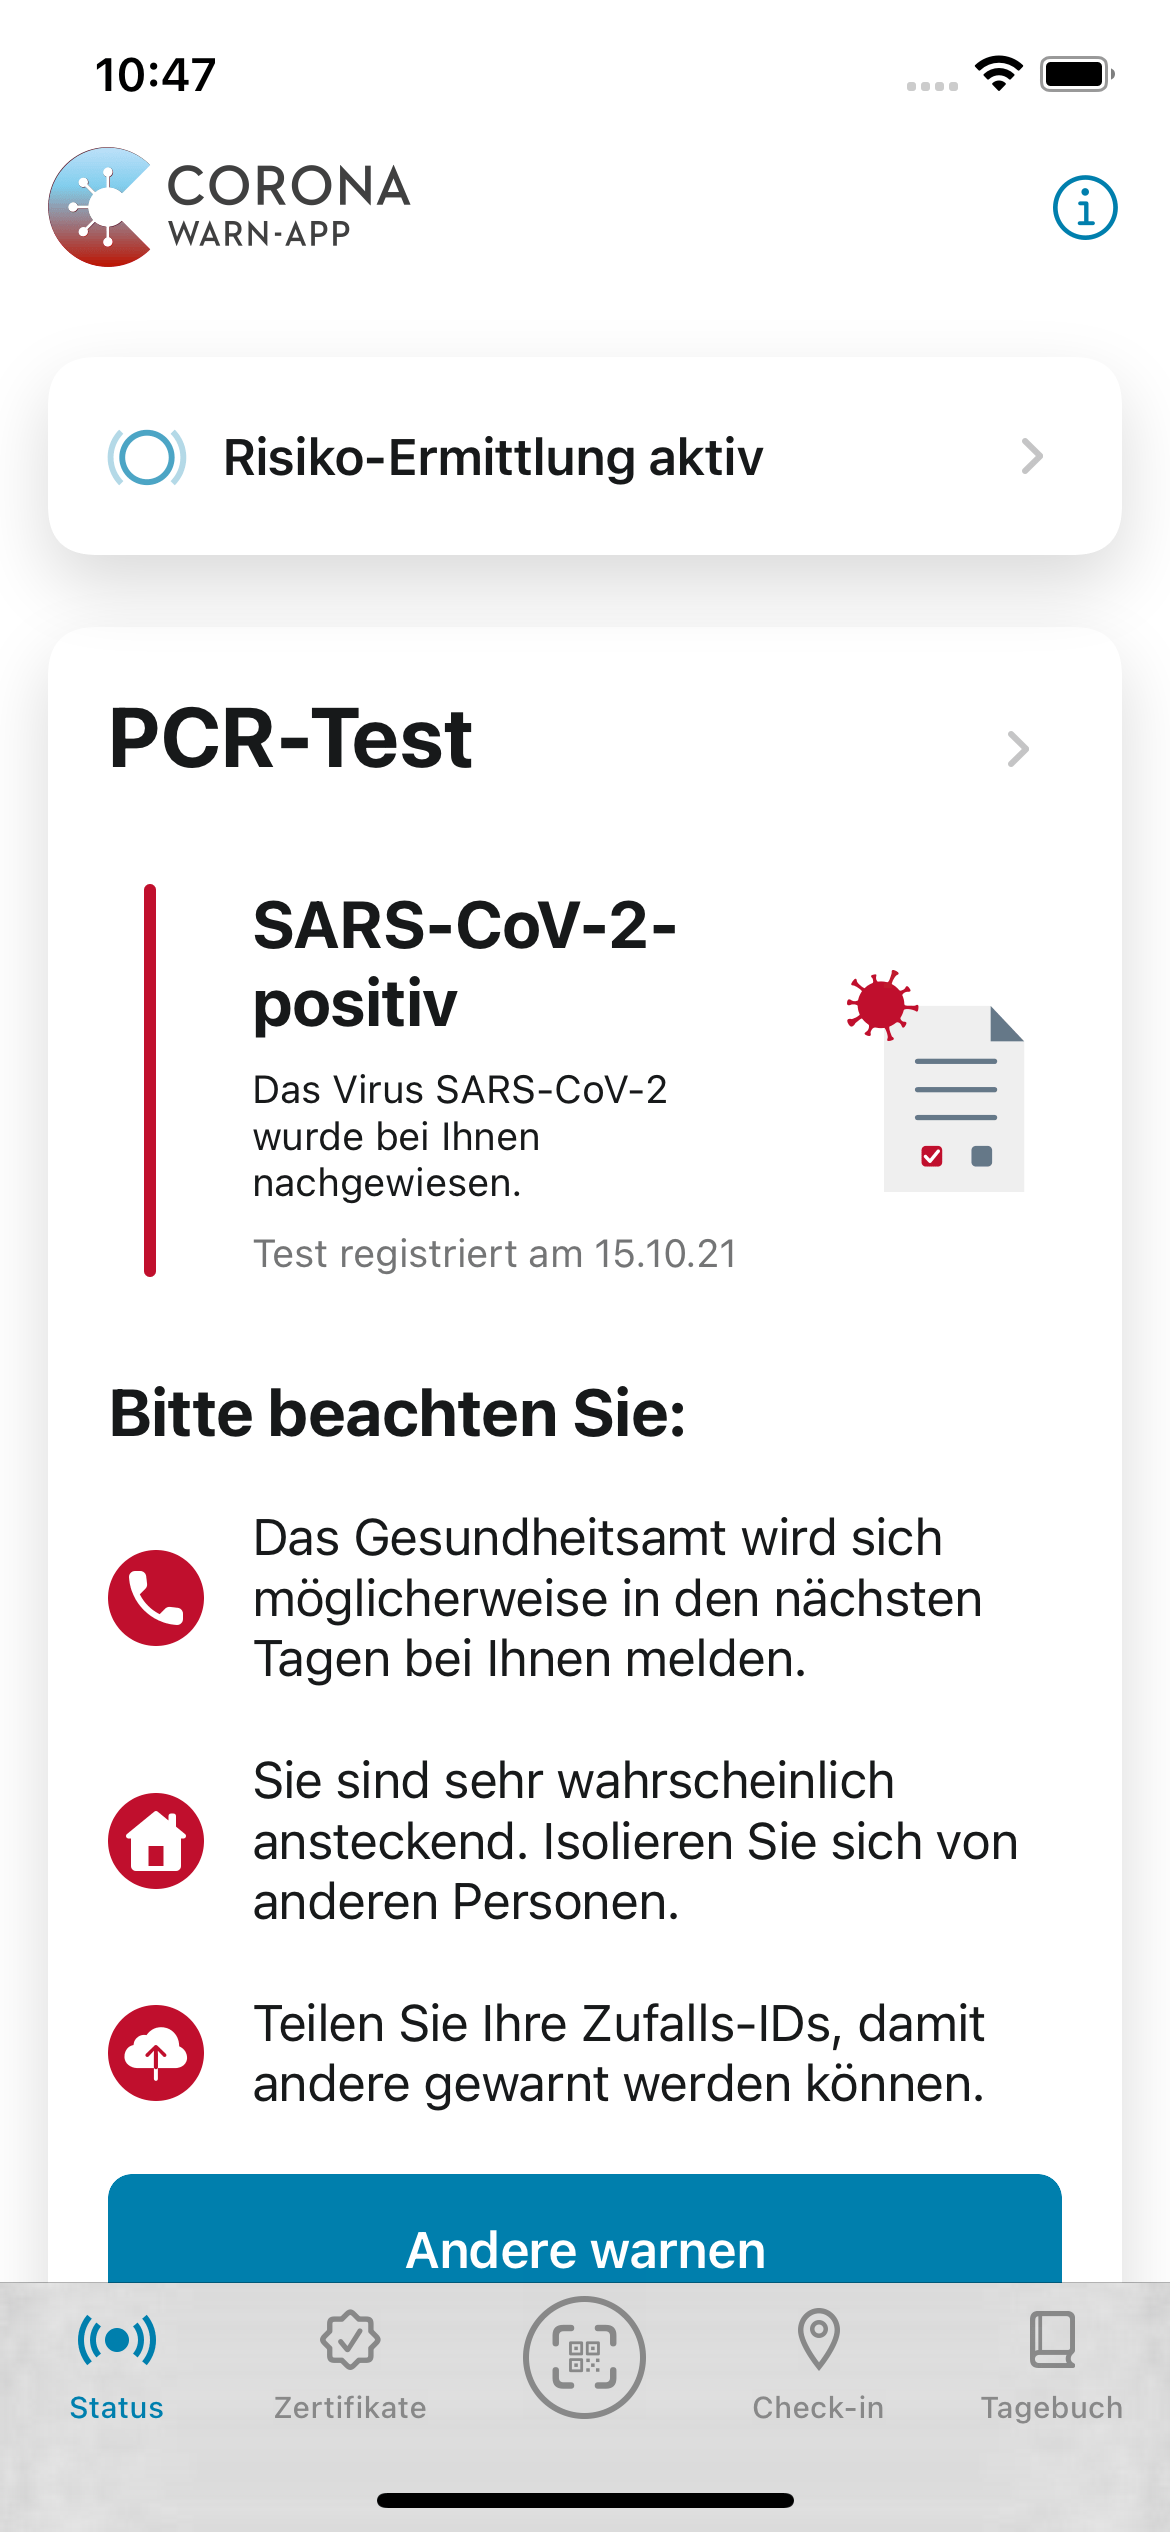 10:47
CORONA
WARN-APP
Risiko-Ermittlung aktiv
PCR-Test
SARS-CoV-2-
positiv
Das Virus SARS-CoV-2
wurde bei Ihnen
nachgewiesen.
Test registriert am 15.10.21
Bitte beachten Sie:
Das Gesundheitsamt wird sich
möglicherweise in den nächsten
Tagen bei Ihnen melden.
Sie sind sehr wahrscheinlich
ansteckend. Isolieren Sie sich von
anderen Personen.
Teilen Sie Ihre Zufalls-IDs, damit
andere gewarnt werden können.
Andere warnen
Status
Zertifikate
Check-in
Tagebuch